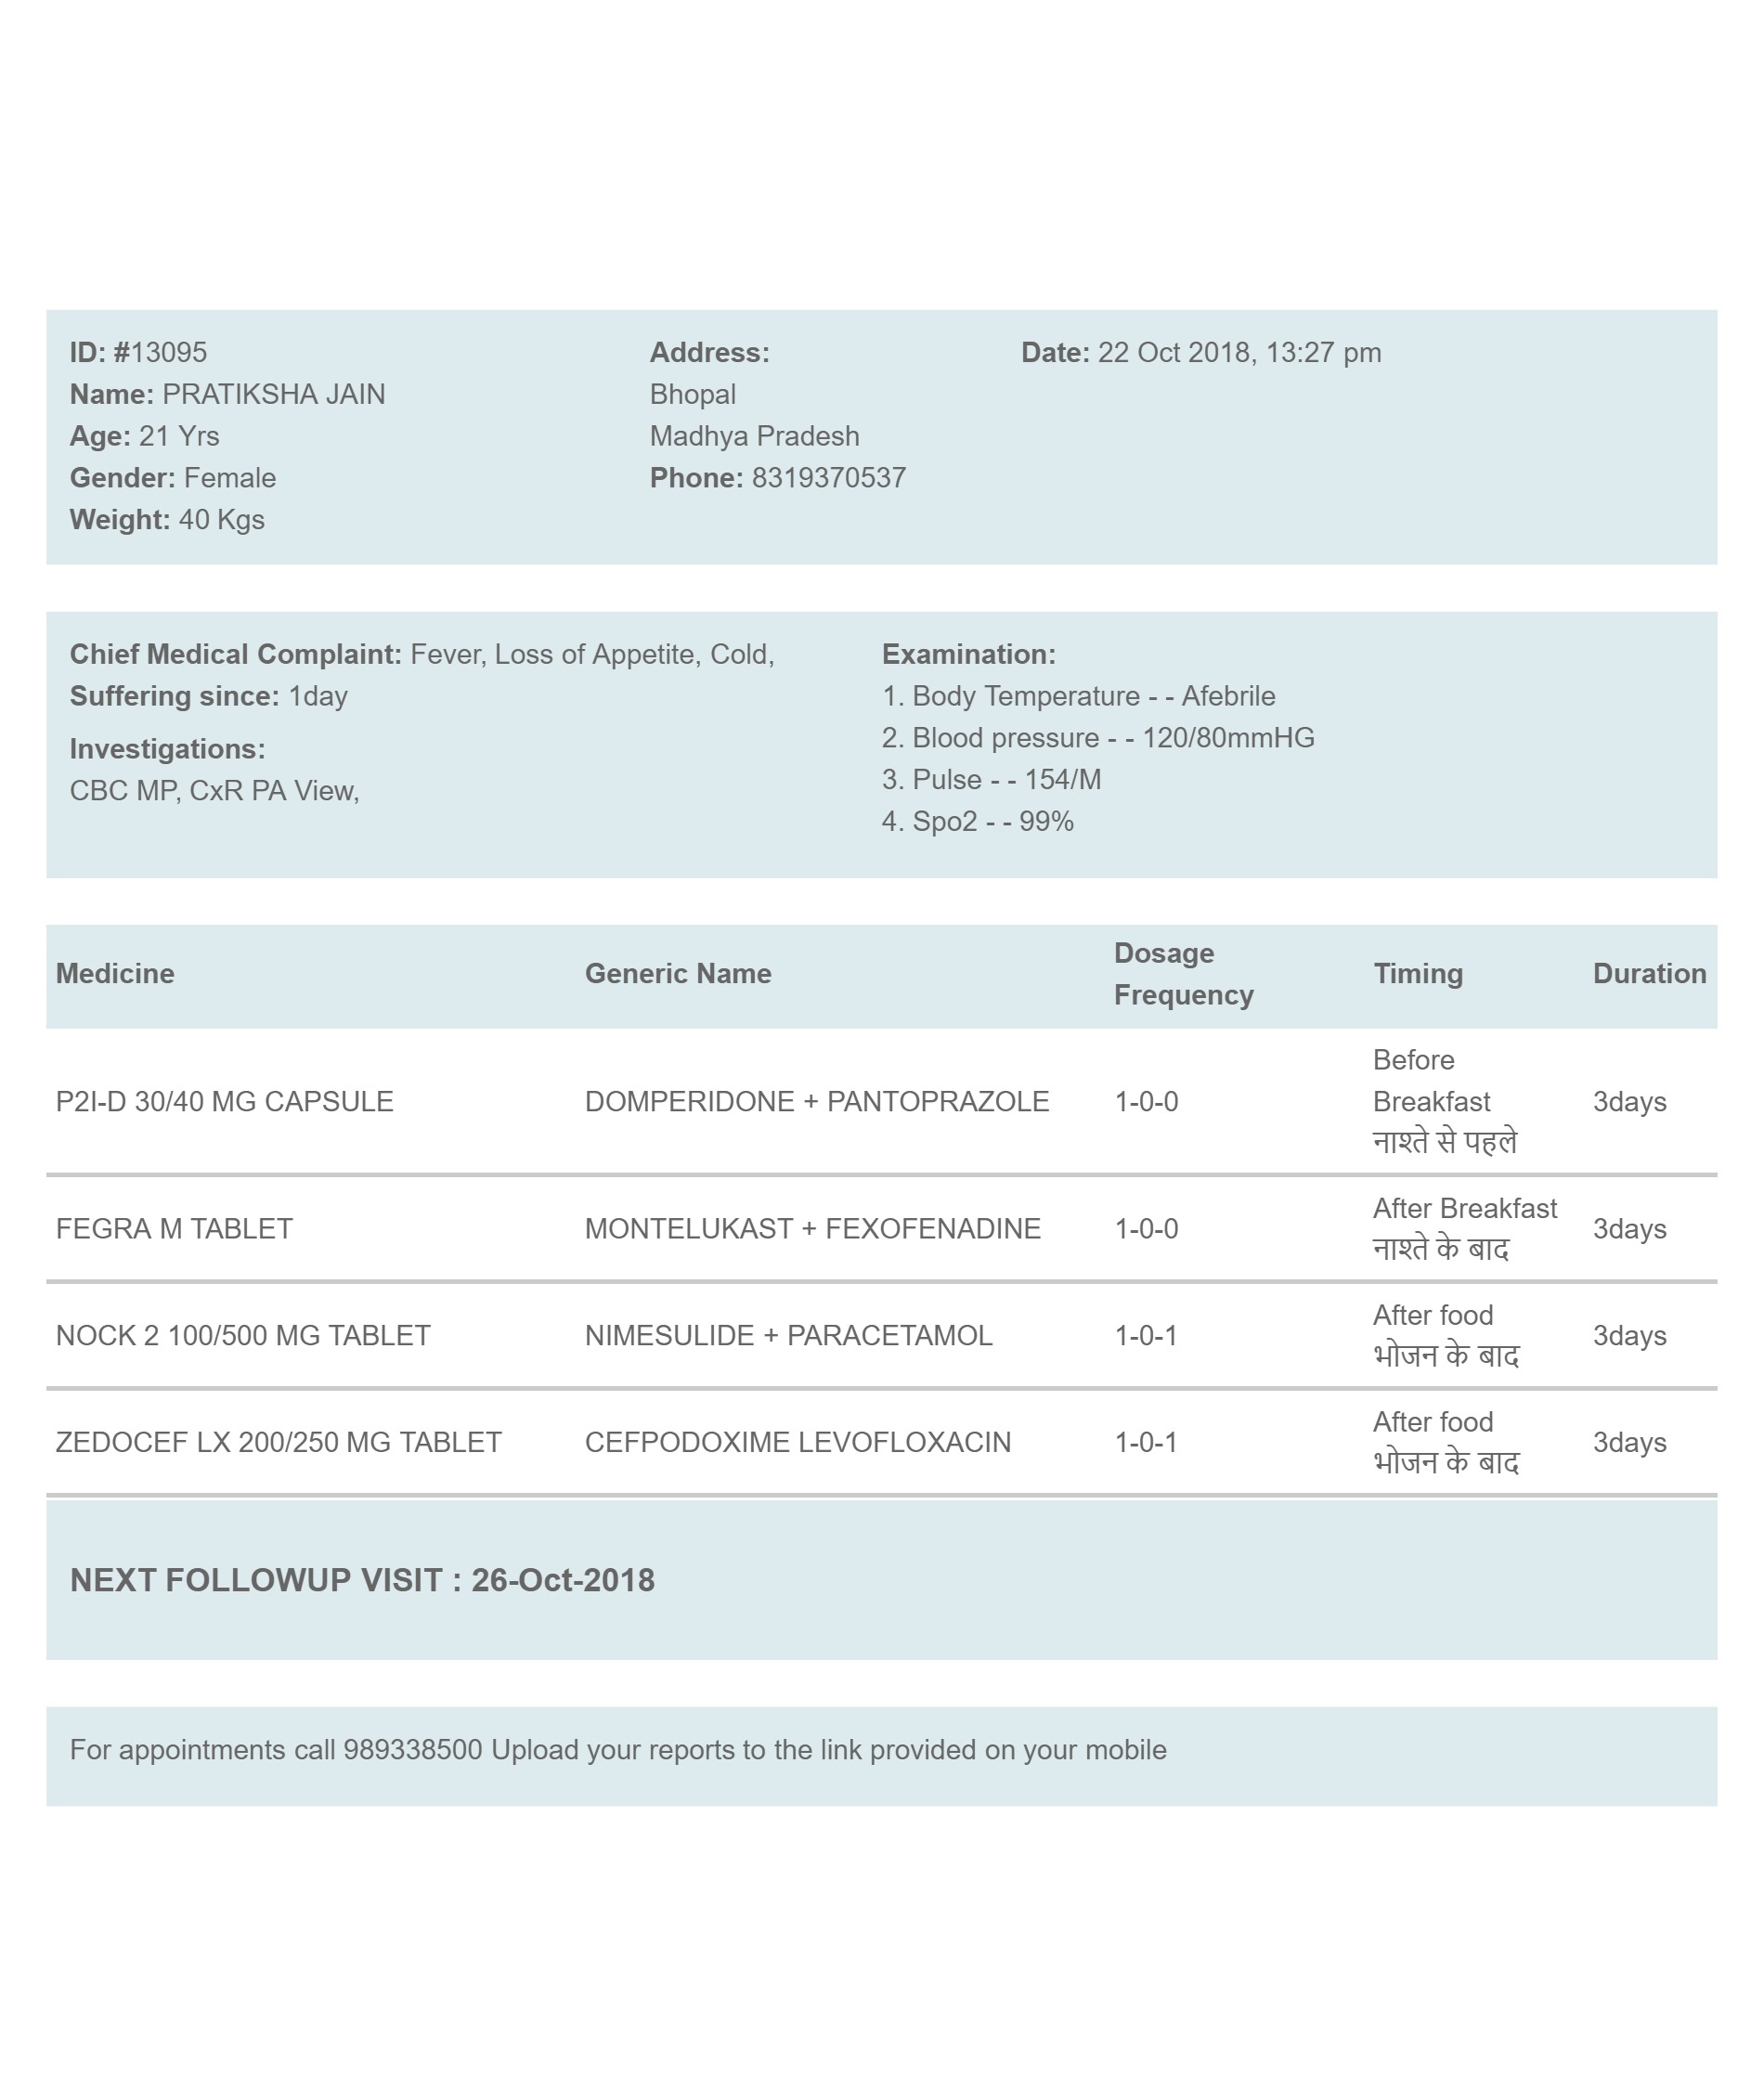 ID: #13095
Name: PRATIKSHA JAIN
Age: 21 Yrs
Gender: Female
Weight: 40 Kgs
Address:
Bhopal
Madhya Pradesh
Phone: 8319370537
Date: 22 Oct 2018, 13:27 pm
Chief Medical Complaint: Fever, Loss of Appetite, Cold,
Suffering since: 1day
Investigations:
CBC MP, CxR PA View,
Examination:
1. Body Temperature - - Afebrile
2. Blood pressure - - 120/80mmHG
3. Pulse - - 154/M
4. Spo2 - - 99%
Medicine Generic Name Dosage Frequency Timing Duration
P2I-D 30/40 MG CAPSULE DOMPERIDONE + PANTOPRAZOLE 1-0-0 Before Breakfast नाश्ते से पहले 3days
FEGRA M TABLET MONTELUKAST + FEXOFENADINE 1-0-0 After Breakfast नाश्ते के बाद 3days
NOCK 2 100/500 MG TABLET NIMESULIDE + PARACETAMOL 1-0-1 After food भोजन के बाद 3days
ZEDOCEF LX 200/250 MG TABLET CEFPODOXIME LEVOFLOXACIN 1-0-1 After food भोजन के बाद 3days
NEXT FOLLOWUP VISIT : 26-Oct-2018
For appointments call 989338500 Upload your reports to the link provided on your mobile